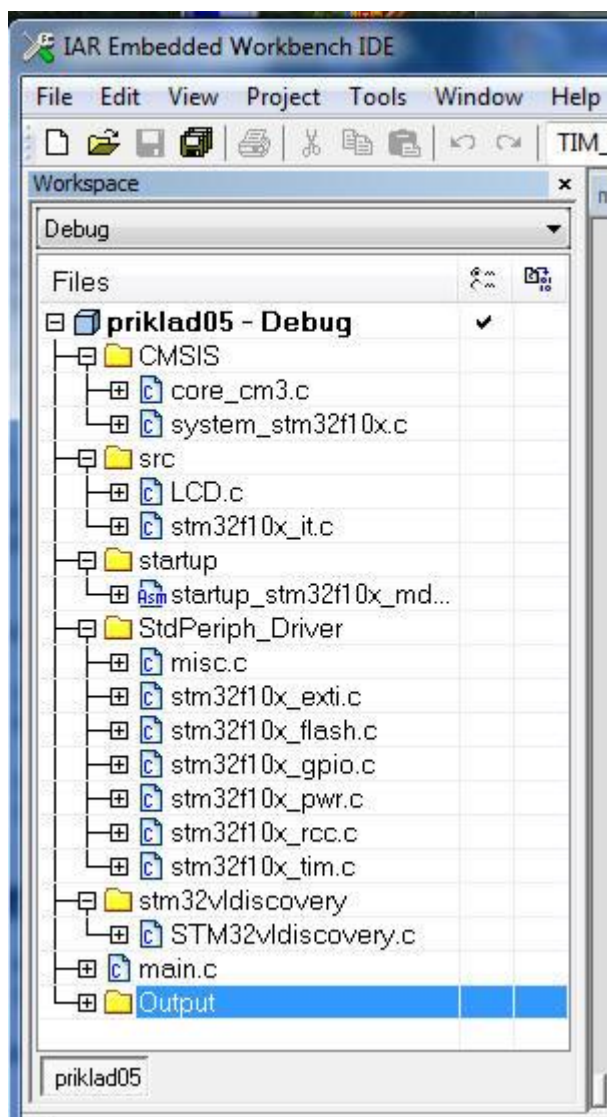 IAR Embedded Workbench IDE
File Edit View Project Tools Window Help
TIM_
Workspace
Debug
Files
priklad05 - Debug
CMSIS
core_cm3.c
system_stm32f10x.c
src
LCD.c
stm32f10x_it.c
startup
Asm startup_stm32f10x_md...
StdPeriph_Driver
misc.c
stm32f10x_exti.c
stm32f10x_flash.c
stm32f10x_gpio.c
stm32f10x_pwr.c
stm32f10x_rcc.c
stm32f10x_tim.c
stm32vldiscovery
STM32vldiscovery.c
main.c
Output
priklad05